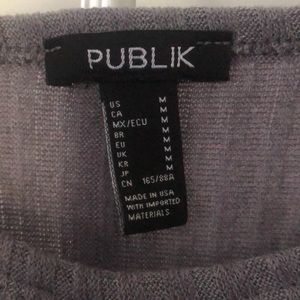 PUBLIK
US M
CA M
MX/ECU M
BR M
EU M
UK M
KR M
JP M
CN 165/88A
MADE IN USA
WITH IMPORTED
MATERIALS